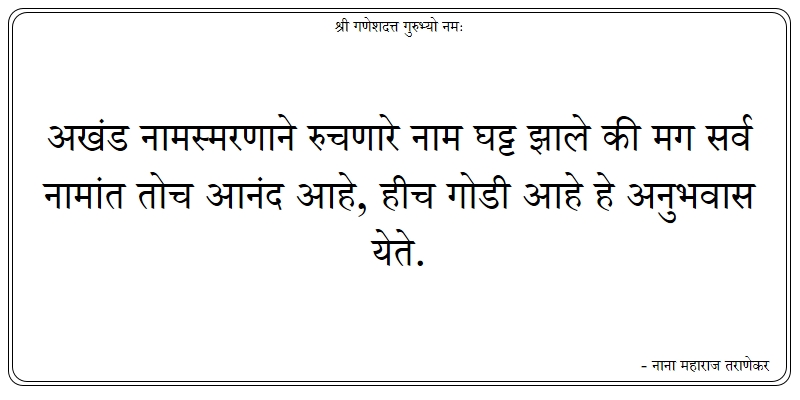 श्री गणेशदत्त गुरुभ्यो नमः
अखंड नामस्मरणाने रुचणारे नाम घट्ट झाले की मग सर्व
नामांत तोच आनंद आहे, हीच गोडी आहे हे अनुभवास
येते.
- नाना महाराज तराणेकर